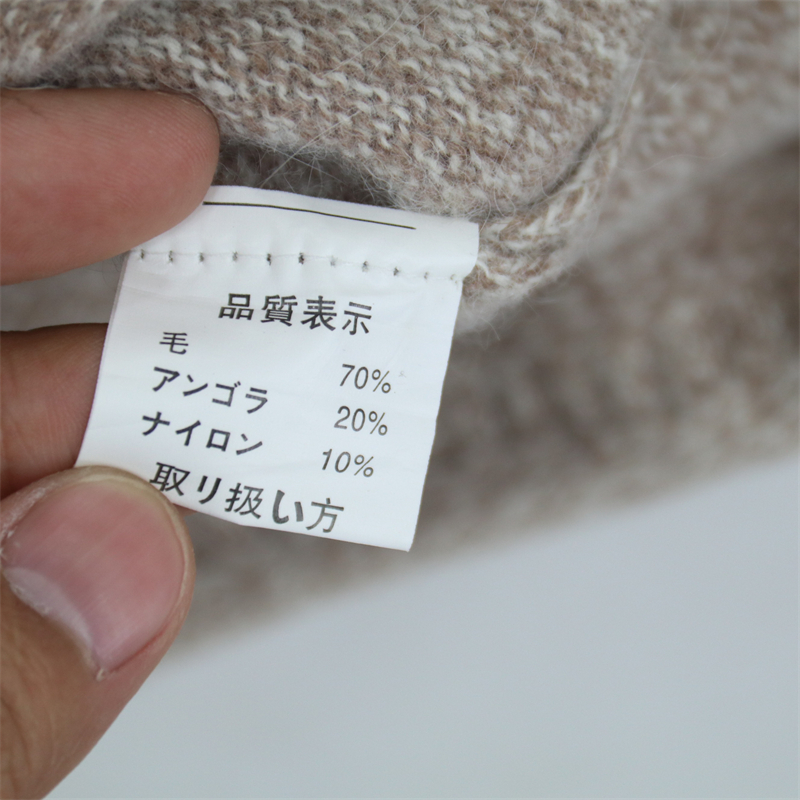 品質表示
毛 70%
アンゴラ 20%
ナイロン 10%
取り扱い方